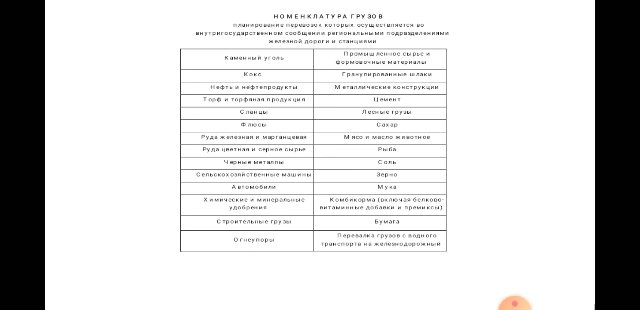 НОМЕНКЛАТУРА ГРУЗОВ
планирование перевозок которых осуществляется во
внутригосударственном сообщении региональными подразделениями
железной дороги и станциями
Каменный уголь
Промышленное сырье и
формовочные материалы
Кокс
Гранулированные шлаки
Нефть и нефтепродукты
Металлические конструкции
Торф и торфяная продукция
Цемент
Сланцы
Лесные грузы
Флюсы
Сахар
Руда железная и марганцевая
Мясо и масло животное
Руда цветная и серное сырье
Рыба
Черные металлы
Соль
Сельскохозяйственные машины
Зерно
Автомобили
Мука
Химические и минеральные
удобрения
Комбикорма (включая белково-
витаминные добавки и премиксы)
Строительные грузы
Бумага
Огнеупоры
Перевалка грузов с водного
транспорта на железнодорожный